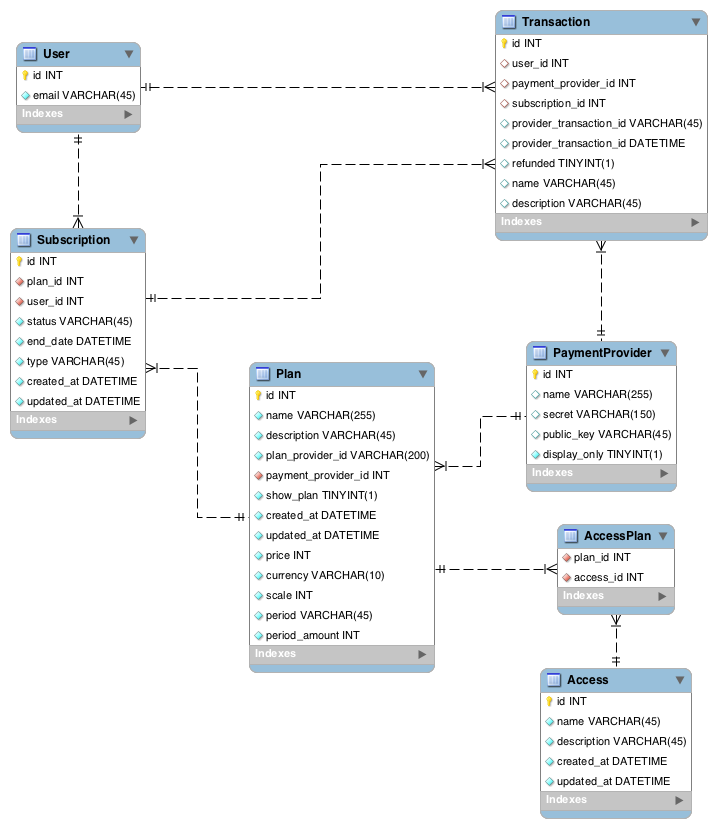 User
id INT
email VARCHAR(45)
Indexes
Transaction
id INT
user_id INT
payment_provider_id INT
subscription_id INT
provider_transaction_id VARCHAR(45)
provider_transaction_id DATETIME
refunded TINYINT(1)
name VARCHAR(45)
description VARCHAR(45)
Indexes
Subscription
id INT
plan_id INT
user_id INT
status VARCHAR(45)
end_date DATETIME
type VARCHAR(45)
created_at DATETIME
updated_at DATETIME
Indexes
Plan
id INT
name VARCHAR(255)
description VARCHAR(45)
plan_provider_id VARCHAR(200)
payment_provider_id INT
show_plan TINYINT(1)
created_at DATETIME
updated_at DATETIME
price INT
currency VARCHAR(10)
scale INT
period VARCHAR(45)
period_amount INT
Indexes
PaymentProvider
id INT
name VARCHAR(255)
secret VARCHAR(150)
public_key VARCHAR(45)
display_only TINYINT(1)
Indexes
AccessPlan
plan_id INT
access_id INT
Indexes
Access
id INT
name VARCHAR(45)
description VARCHAR(45)
created_at DATETIME
updated_at DATETIME
Indexes